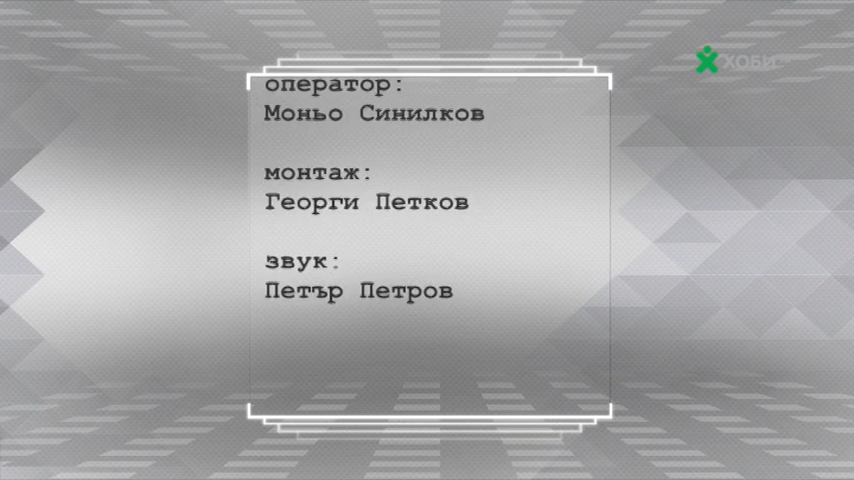 ХОБИ
оператор:
Моньо Синилков
монтаж:
Георги Петков
звук:
Петър Петров